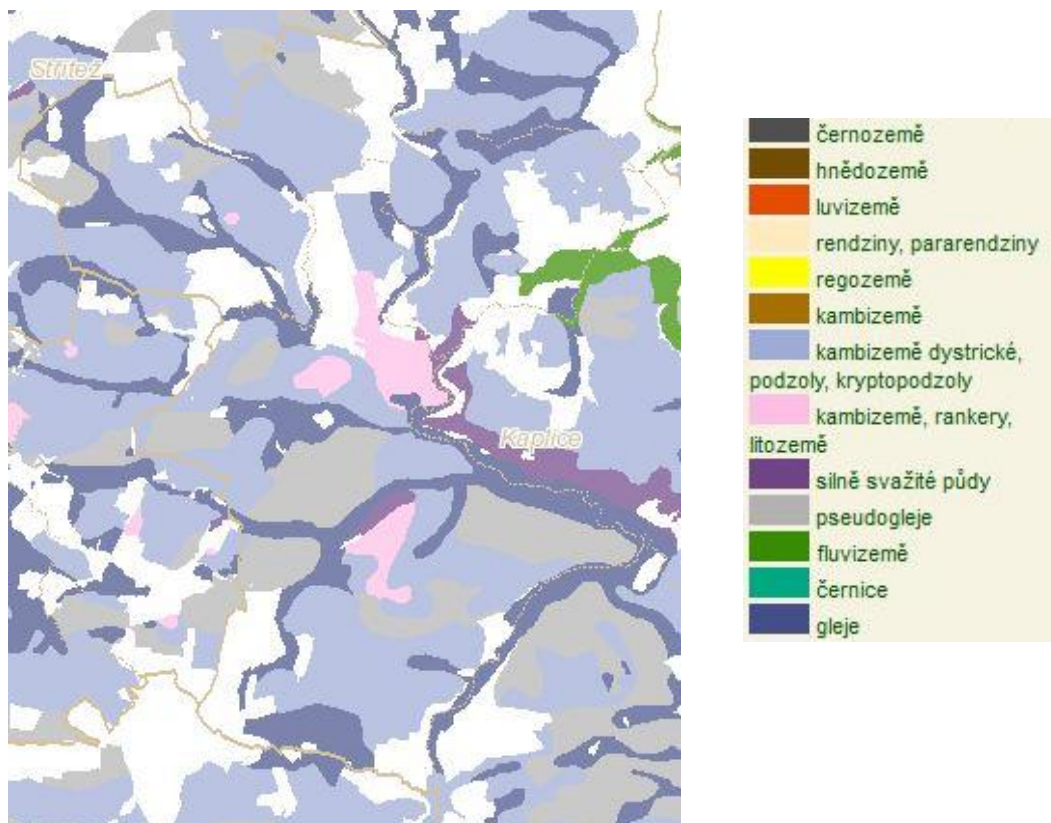 Střítež
Kaplice
černozemě
hnědozemě
luvizemě
rendziny, pararendziny
regozemě
kambizemě
kambizemě dystrické,
podzoly, kryptopodzoly
kambizemě, rankery,
litozemě
silně svažité půdy
pseudogleje
fluvizemě
černice
gleje